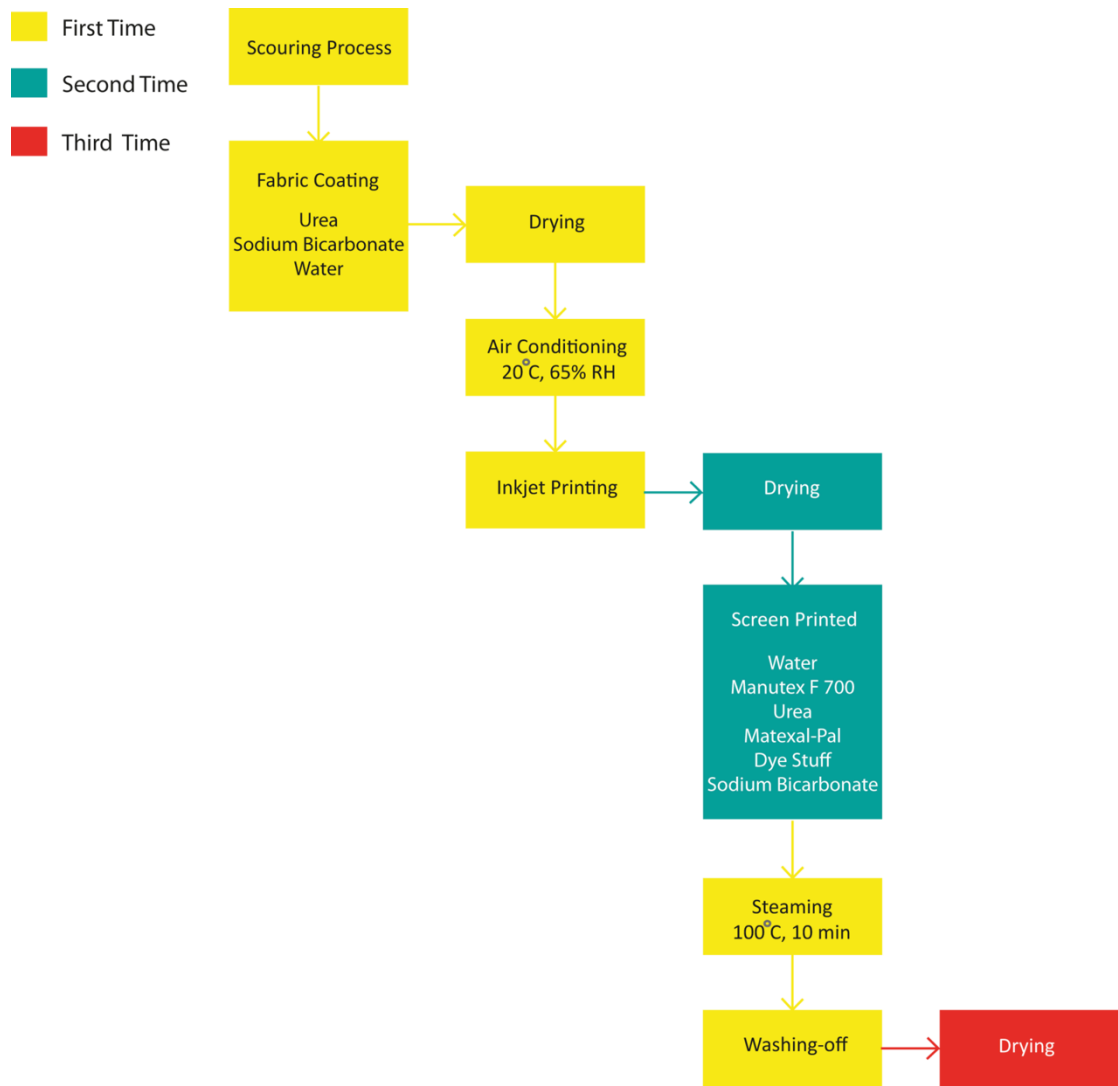 First Time
Second Time
Third Time
Scouring Process
Fabric Coating
Urea
Sodium Bicarbonate
Water
Drying
Air Conditioning
20°C, 65% RH
Inkjet Printing
Drying
Screen Printed
Water
Manutex F 700
Urea
Matexal-Pal
Dye Stuff
Sodium Bicarbonate
Steaming
100°C, 10 min
Washing-off
Drying